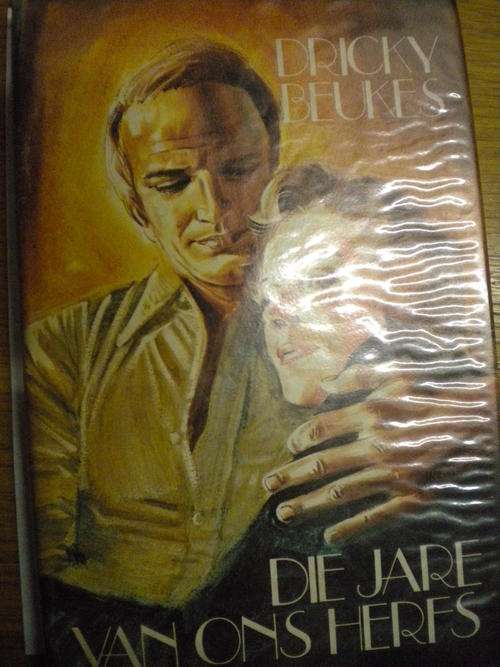 DRICKY
BEUKES
DIE JARE
VAN ONS HERFS